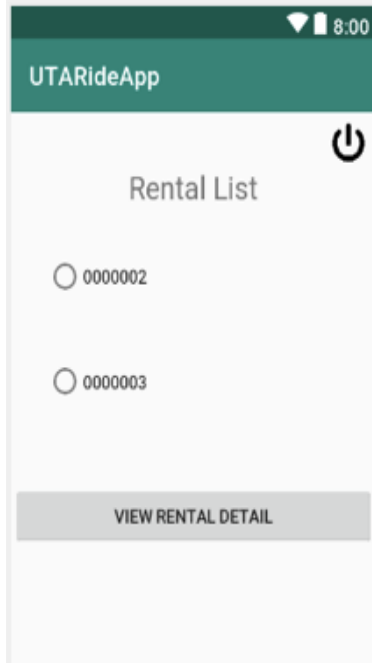 8:00
UTARideApp
Rental List
0000002
0000003
VIEW RENTAL DETAIL